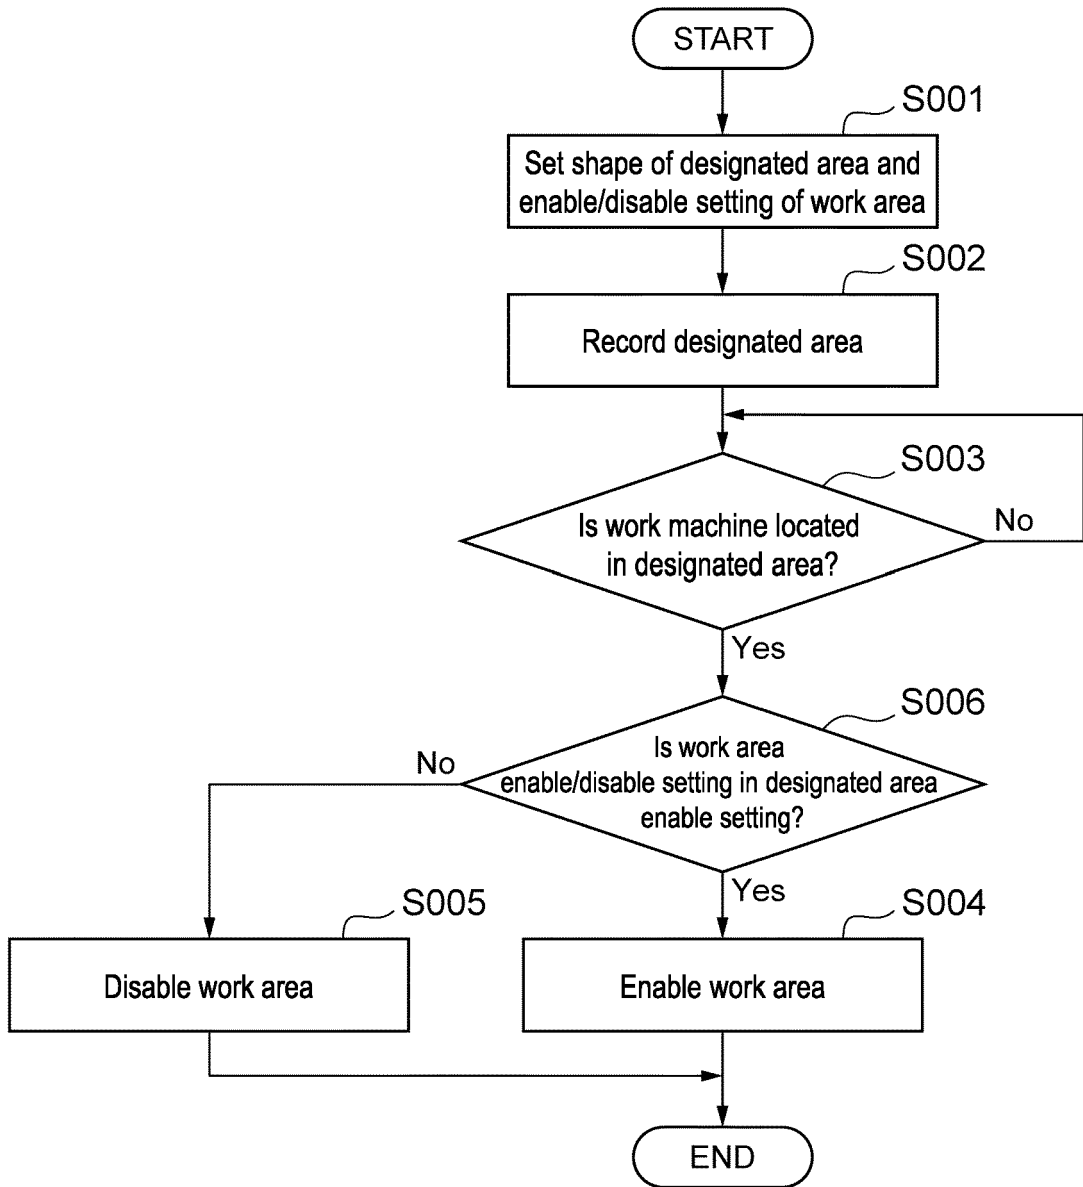 START
S001
Set shape of designated area and
enable/disable setting of work area
S002
Record designated area
S003
Is work machine located
in designated area?
No
Yes
S006
Is work area
enable/disable setting in designated area
enable setting?
No
Yes
S005
Disable work area
S004
Enable work area
END